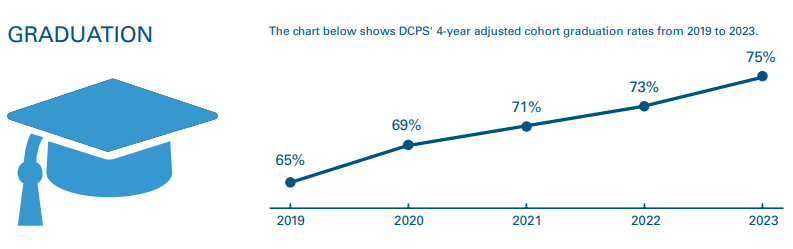 GRADUATION
The chart below shows DCPS' 4-year adjusted cohort graduation rates from 2019 to 2023.
75%
73%
71%
69%
65%
2019 2020 2021 2022 2023